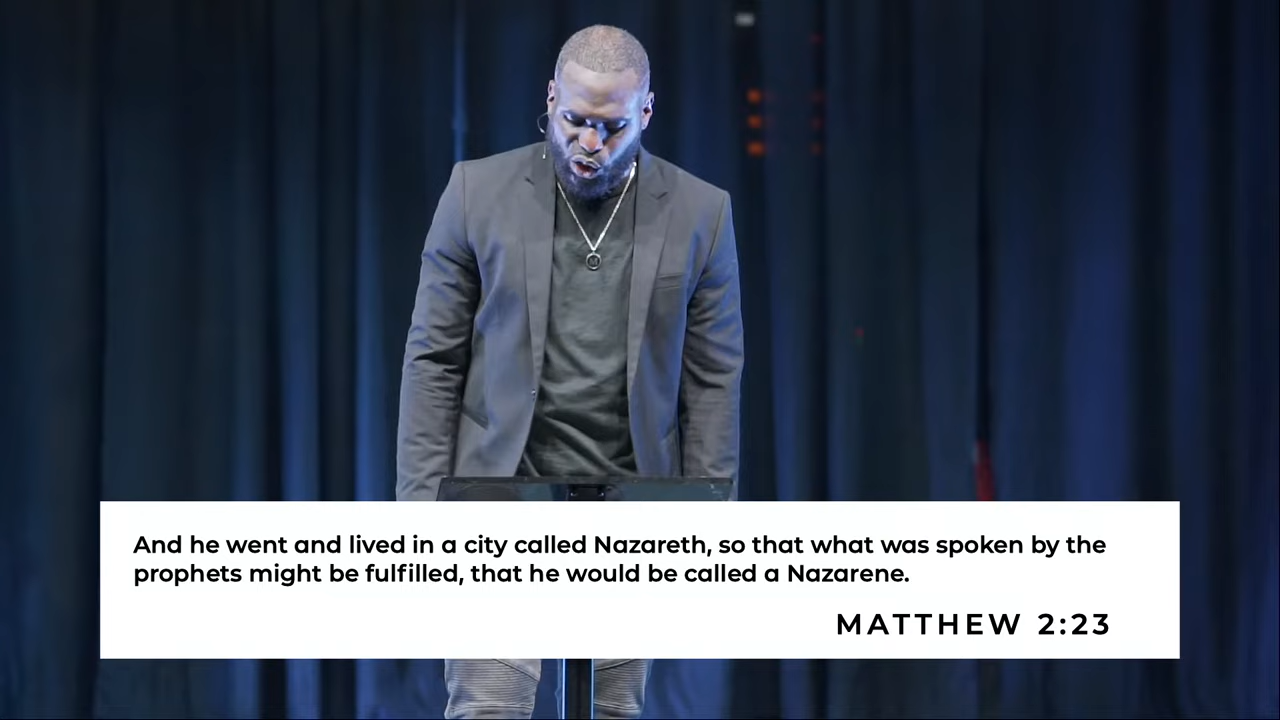 And he went and lived in a city called Nazareth, so that what was spoken by the
prophets might be fulfilled, that he would be called a Nazarene.
MATTHEW 2:23